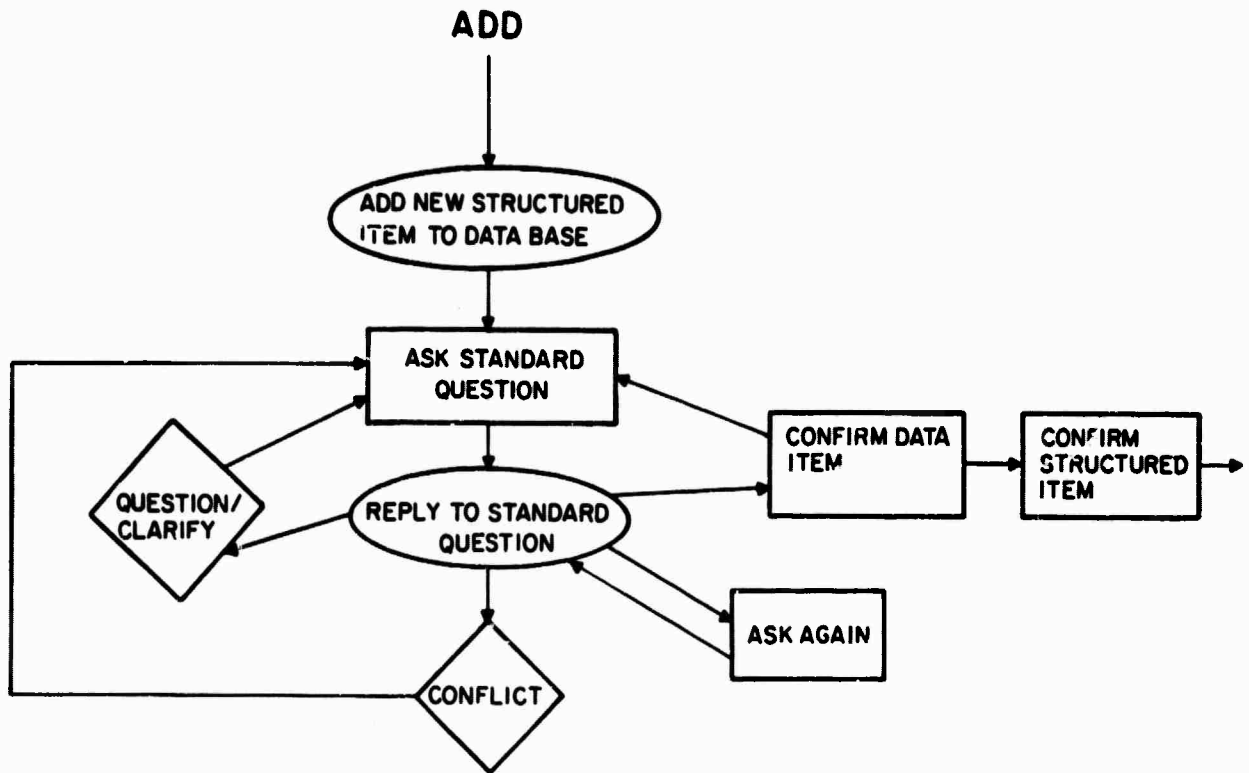 ADD
ADD NEW STRUCTURED
ITEM TO DATA BASE
ASK STANDARD
QUESTION
CONFIRM DATA
ITEM
CONFIRM
STRUCTURED
ITEM
QUESTION/
CLARIFY
REPLY TO STANDARD
QUESTION
ASK AGAIN
CONFLICT